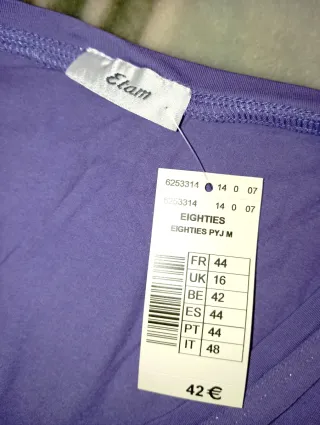 Etam
6253314 14 0 07
6253314 14 0 07
EIGHTIES
EIGHTIES PYJ M
FR 44
UK 16
BE 42
ES 44
PT 44
IT 48
42€